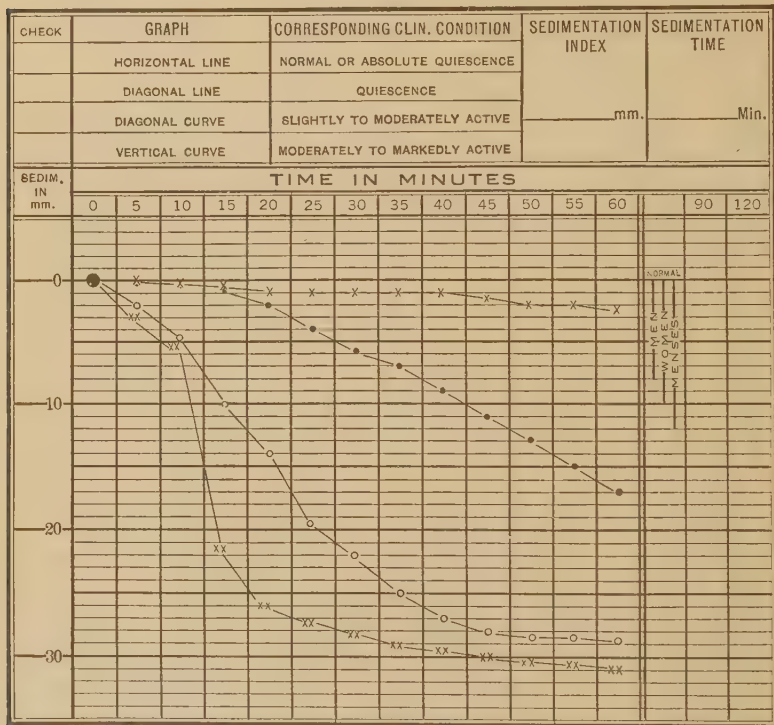 CHECK GRAPH CORRESPONDING CLIN. CONDITION SEDIMENTATION INDEX SEDIMENTATION TIME
HORIZONTAL LINE NORMAL OR ABSOLUTE QUIESCENCE
DIAGONAL LINE QUIESCENCE
DIAGONAL CURVE SLIGHTLY TO MODERATELY ACTIVE mm. Min.
VERTICAL CURVE MODERATELY TO MARKEDLY ACTIVE
SEDIM. IN mm.
TIME IN MINUTES
0 5 10 15 20 25 30 35 40 45 50 55 60 90 120
NORMAL
0
MEN
WOMEN
MENSES
10
20
30